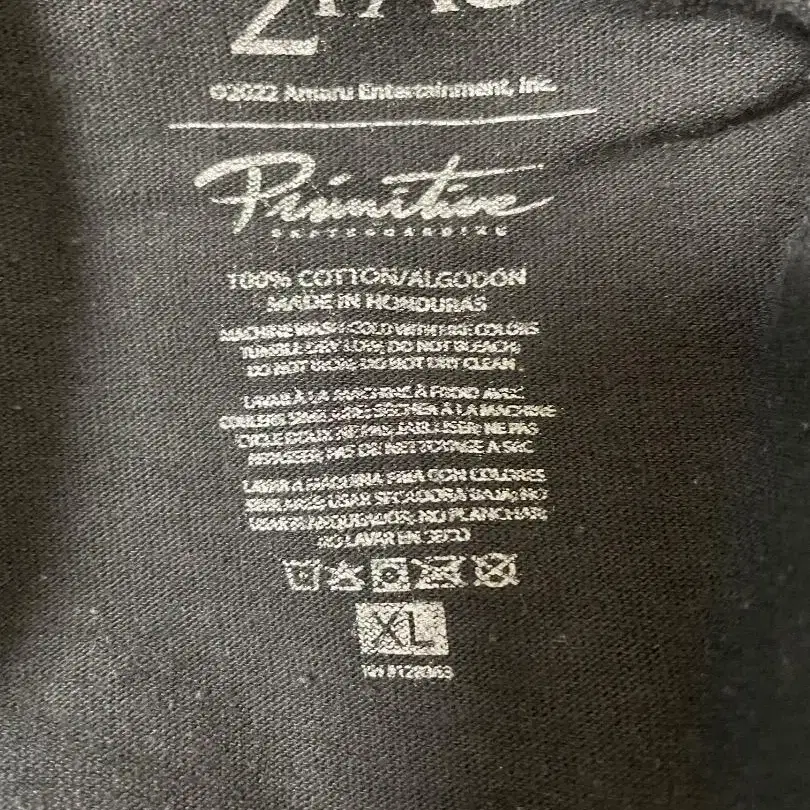 2PAC
©2022 Amaru Entertainment, Inc.
Primitive
SKATEBOARDING
100% COTTON/ALGODÓN
MADE IN HONDURAS
MACHINE WASH COLD WITH LIKE COLORS
TUMBLE DRY LOW; DO NOT BLEACH;
DO NOT IRON; DO NOT DRY CLEAN.
LAVAR À LA MACHINE À FROID AVEC
COULEURS SIMILAIRES; SÉCHER À LA MACHINE
CYCLE DOUX; NE PAS JAVELLISER; NE PAS
REPASSER; PAS DE NETTOYAGE A SEC
LAVAR A MAQUINA FRIA CON COLORES
SIMILARES; USAR SECADORA BAJA; NO
USAR BLANQUEADOR; NO PLANCHAR;
NO LAVAR EN SECO
XL